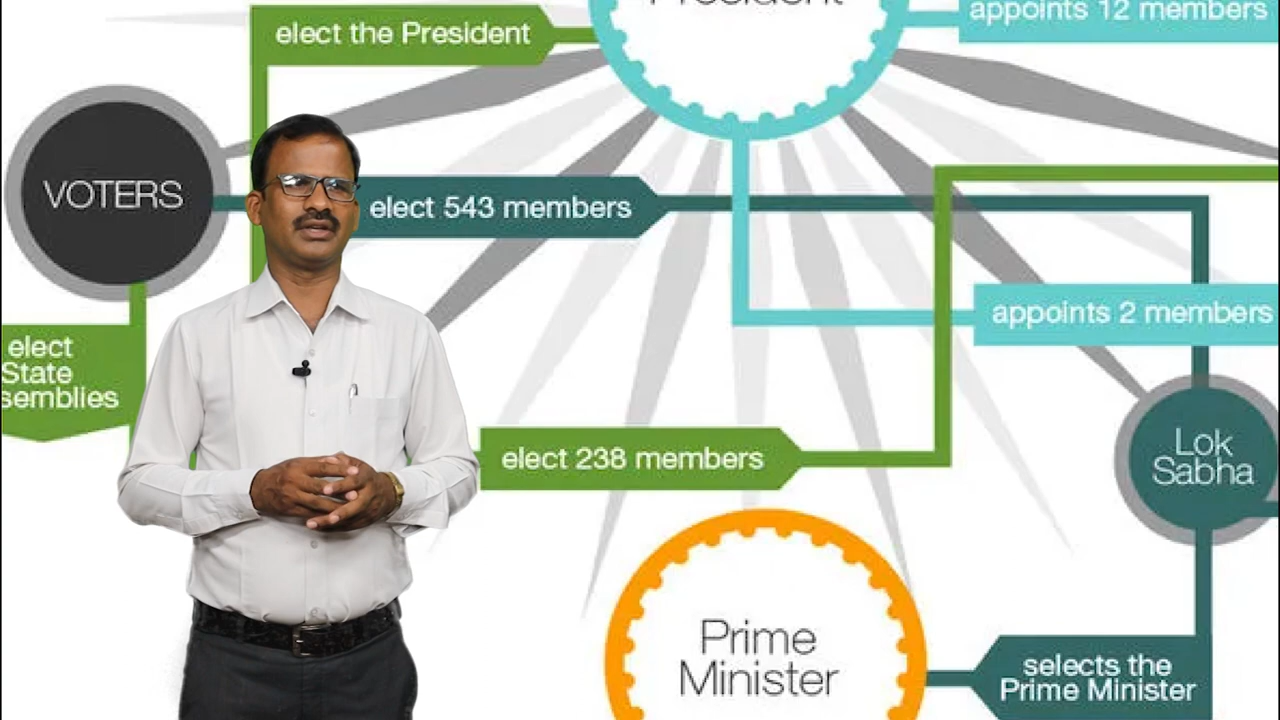 President
appoints 12 members
elect the President
VOTERS
elect 543 members
appoints 2 members
elect
State
semblies
elect 238 members
Lok
Sabha
Prime
Minister
selects the
Prime Minister